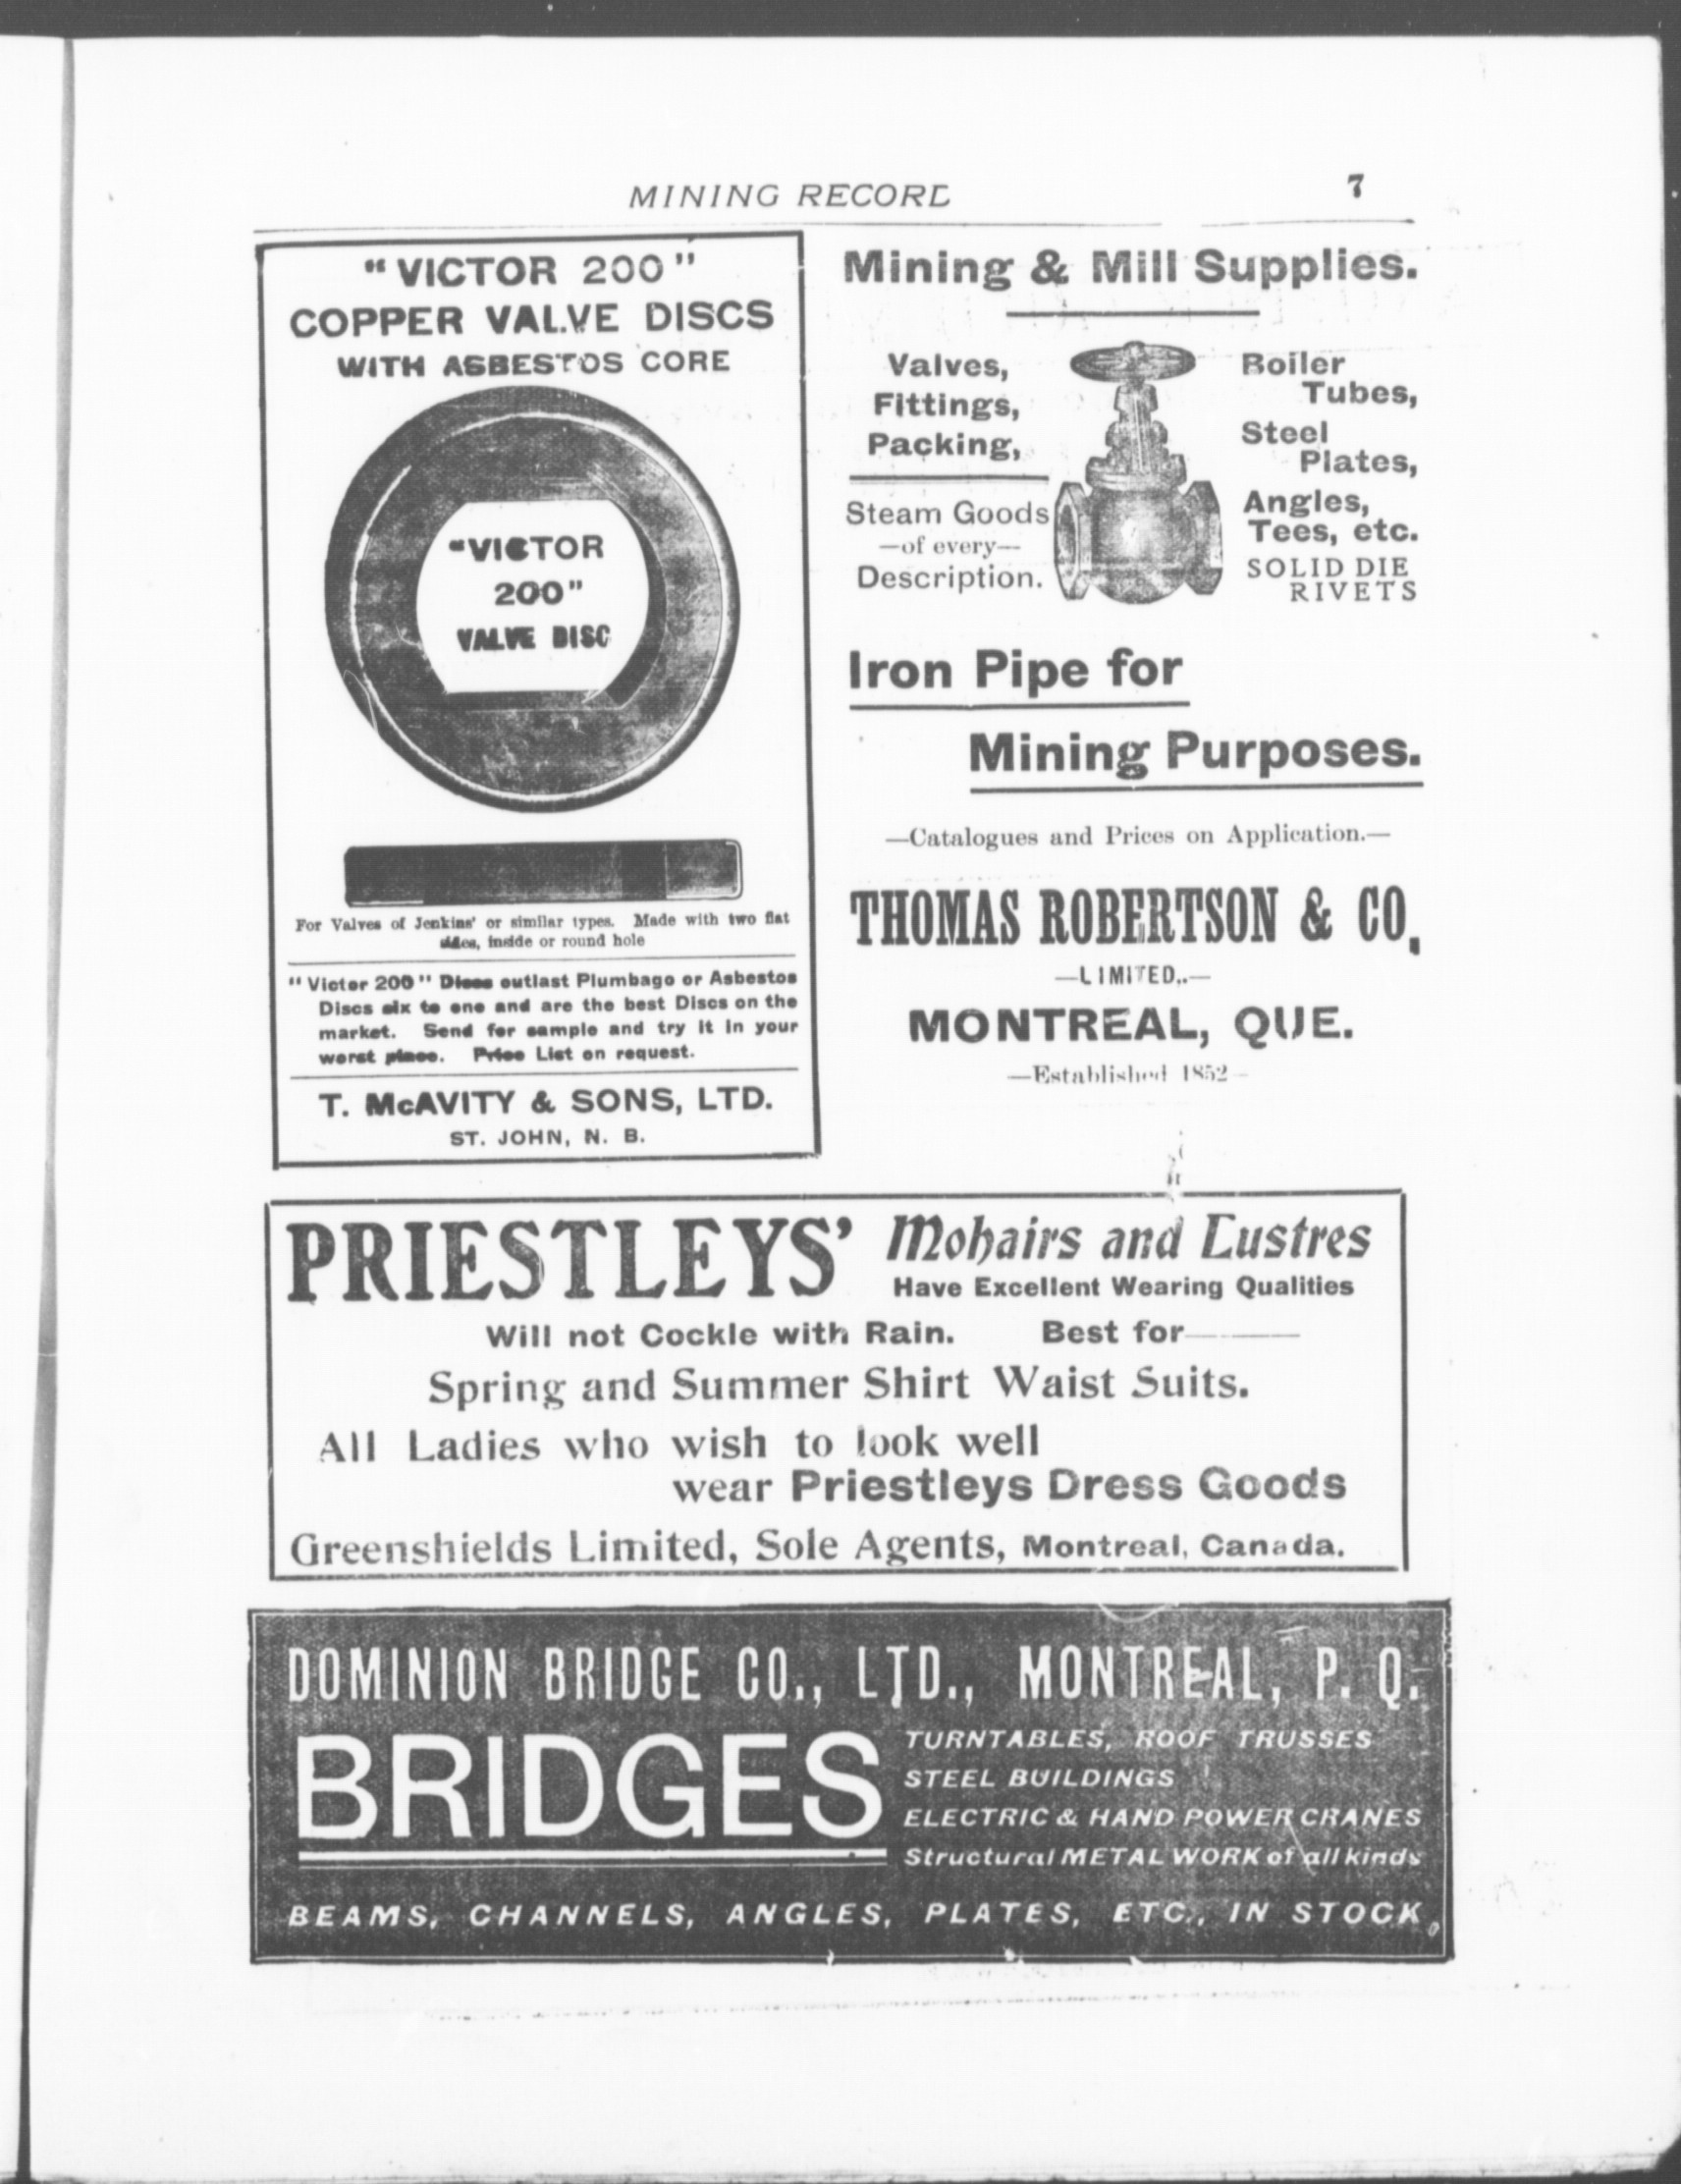 MINING RECORD 7
" VICTOR 200 "
COPPER VALVE DISCS
WITH ASBESTOS CORE
"VICTOR
200"
VALVE DISC
For Valves of Jenkins' or similar types. Made with two flat
sides, inside or round hole
" Victor 200 " Discs outlast Plumbago or Asbestos
Discs six to one and are the best Discs on the
market. Send for sample and try it in your
worst place. Price List on request.
T. McAVITY & SONS, LTD.
ST. JOHN, N. B.
Mining & Mill Supplies.
Valves,
Fittings,
Packing,
Steam Goods
—of every—
Description.
Boiler
Tubes,
Steel
Plates,
Angles,
Tees, etc.
SOLID DIE
RIVETS
Iron Pipe for
Mining Purposes.
—Catalogues and Prices on Application.—
THOMAS ROBERTSON & CO,
—LIMITED,.—
MONTREAL, QUE.
—Established 1852—
PRIESTLEYS' Mohairs and Lustres
Have Excellent Wearing Qualities
Will not Cockle with Rain. Best for——
Spring and Summer Shirt Waist Suits.
All Ladies who wish to look well
wear Priestleys Dress Goods
Greenshields Limited, Sole Agents, Montreal, Canada.
DOMINION BRIDGE CO., LTD., MONTREAL, P. Q.
BRIDGES
TURNTABLES, ROOF TRUSSES
STEEL BUILDINGS
ELECTRIC & HAND POWER CRANES
Structural METAL WORK of all kinds
BEAMS, CHANNELS, ANGLES, PLATES, ETC., IN STOCK